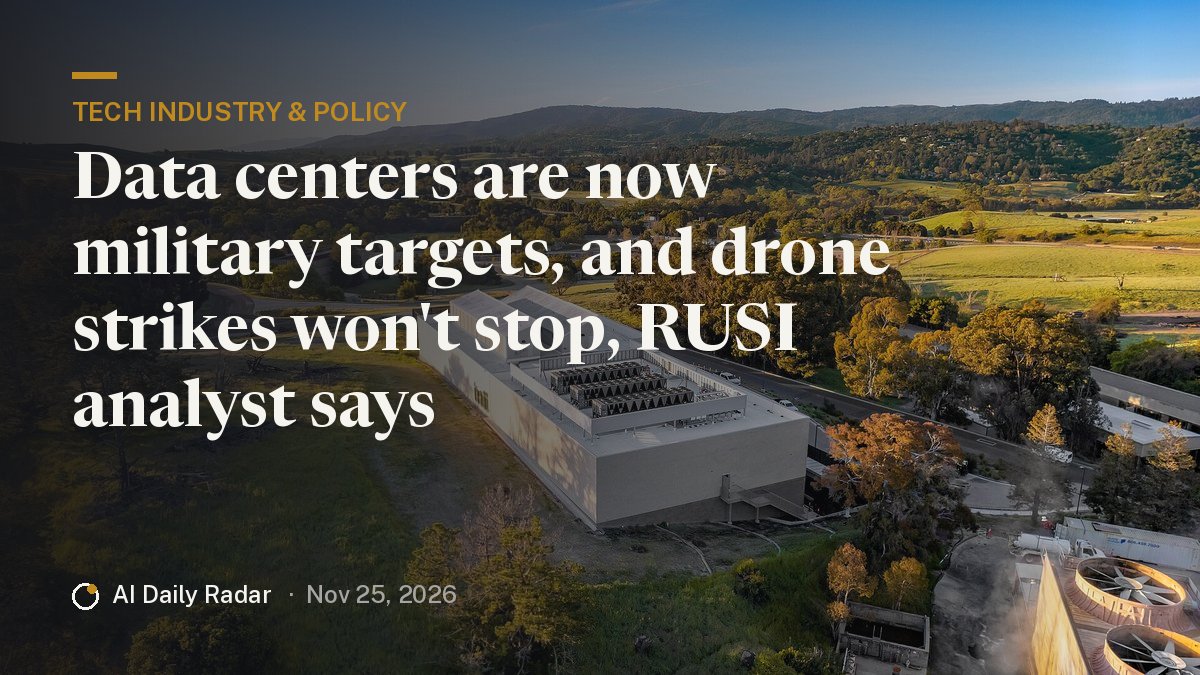 TECH INDUSTRY & POLICY
Data centers are now
military targets, and drone
strikes won't stop, RUSI
analyst says
AI Daily Radar · Nov 25, 2026